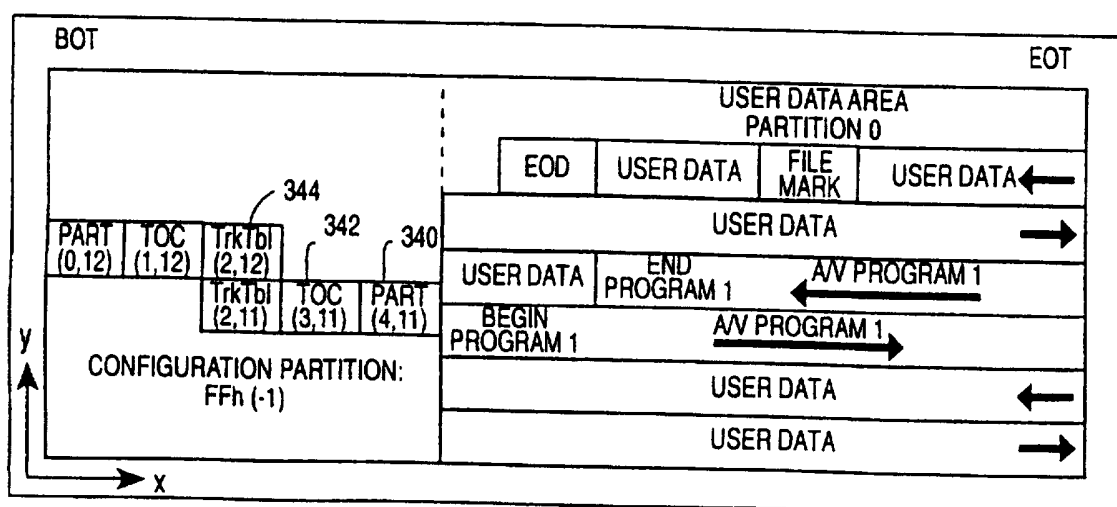 BOT
EOT
USER DATA AREA
PARTITION 0
EOD
USER DATA
FILE
MARK
USER DATA
344
342
340
USER DATA
PART
(0,12)
TOC
(1,12)
TrkTbl
(2,12)
TrkTbl
(2,11)
TOC
(3,11)
PART
(4,11)
USER DATA
END
PROGRAM 1
A/V PROGRAM 1
BEGIN
PROGRAM 1
A/V PROGRAM 1
CONFIGURATION PARTITION:
FFh (-1)
USER DATA
USER DATA
y
x